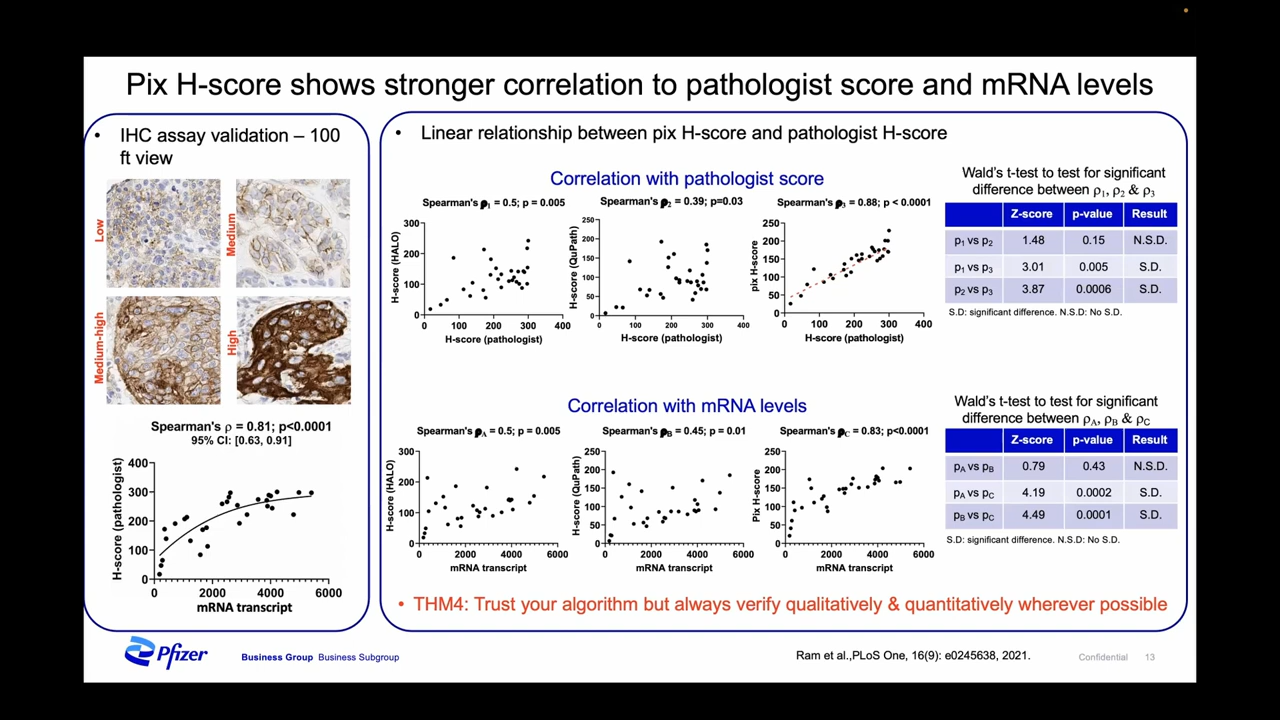 Pix H-score shows stronger correlation to pathologist score and mRNA levels
• IHC assay validation – 100
ft view
Low
Medium
Medium-high
High
Spearman's ρ = 0.81; p<0.0001
95% CI: [0.63, 0.91]
H-score (pathologist)
400
300
200
100
0
0 2000 4000 6000
mRNA transcript
• Linear relationship between pix H-score and pathologist H-score
Correlation with pathologist score
Spearman's ρ1 = 0.5; p = 0.005
H-score (HALO)
300
200
100
0
0 100 200 300 400
H-score (pathologist)
Spearman's ρ2 = 0.39; p=0.03
H-score (QuPath)
250
200
150
100
50
0
0 100 200 300 400
H-score (pathologist)
Spearman's ρ3 = 0.88; p < 0.0001
pix H-score
250
200
150
100
50
0
0 100 200 300 400
H-score (pathologist)
Wald's t-test to test for significant
difference between ρ1, ρ2 & ρ3
Z-score p-value Result
p1 vs p2 1.48 0.15 N.S.D.
p1 vs p3 3.01 0.005 S.D.
p2 vs p3 3.87 0.0006 S.D.
S.D: significant difference. N.S.D: No S.D.
Correlation with mRNA levels
Spearman's ρA = 0.5; p = 0.005
H-score (HALO)
300
200
100
0
0 2000 4000 6000
mRNA transcript
Spearman's ρB = 0.45; p = 0.01
H-score (QuPath)
250
200
150
100
50
0
0 2000 4000 6000
mRNA transcript
Spearman's ρC = 0.83; p<0.0001
Pix H-score
250
200
150
100
50
0
0 2000 4000 6000
mRNA transcript
Wald's t-test to test for significant
difference between ρA, ρB & ρC
Z-score p-value Result
pA vs pB 0.79 0.43 N.S.D.
pA vs pC 4.19 0.0002 S.D.
pB vs pC 4.49 0.0001 S.D.
S.D: significant difference. N.S.D: No S.D.
• THM4: Trust your algorithm but always verify qualitatively & quantitatively wherever possible
Pfizer
Business Group Business Subgroup
Ram et al.,PLoS One, 16(9): e0245638, 2021.
Confidential 13